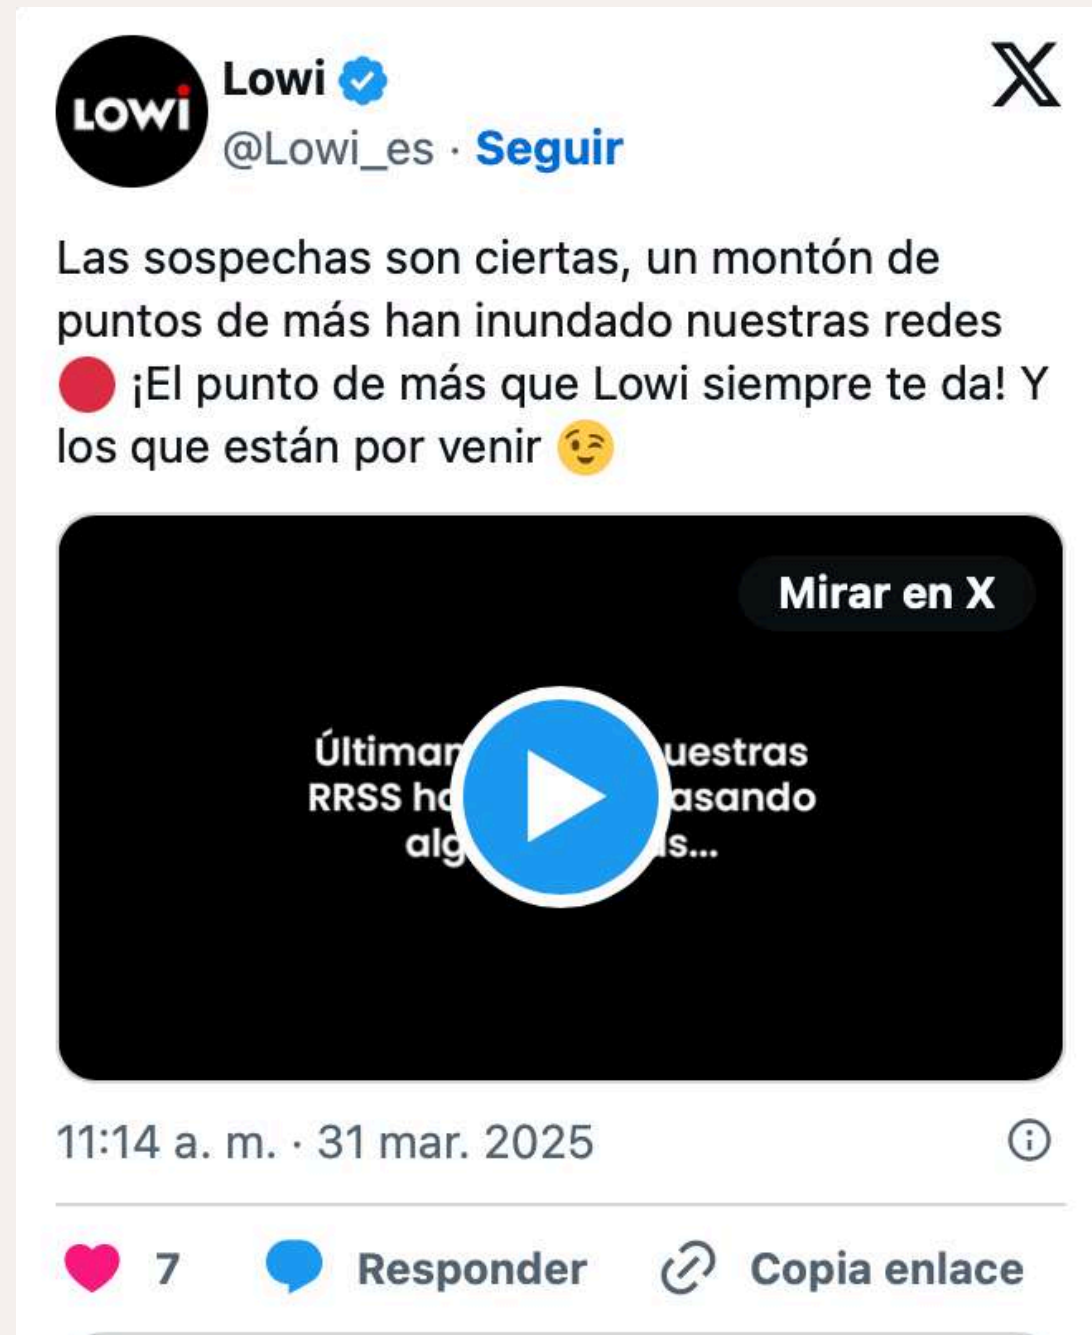 LOWi
Lowi
@Lowi_es · Seguir
Las sospechas son ciertas, un montón de
puntos de más han inundado nuestras redes
🔴 ¡El punto de más que Lowi siempre te da! Y
los que están por venir 😉
Mirar en X
RRSS
11:14 a. m. · 31 mar. 2025
7 Responder Copia enlace